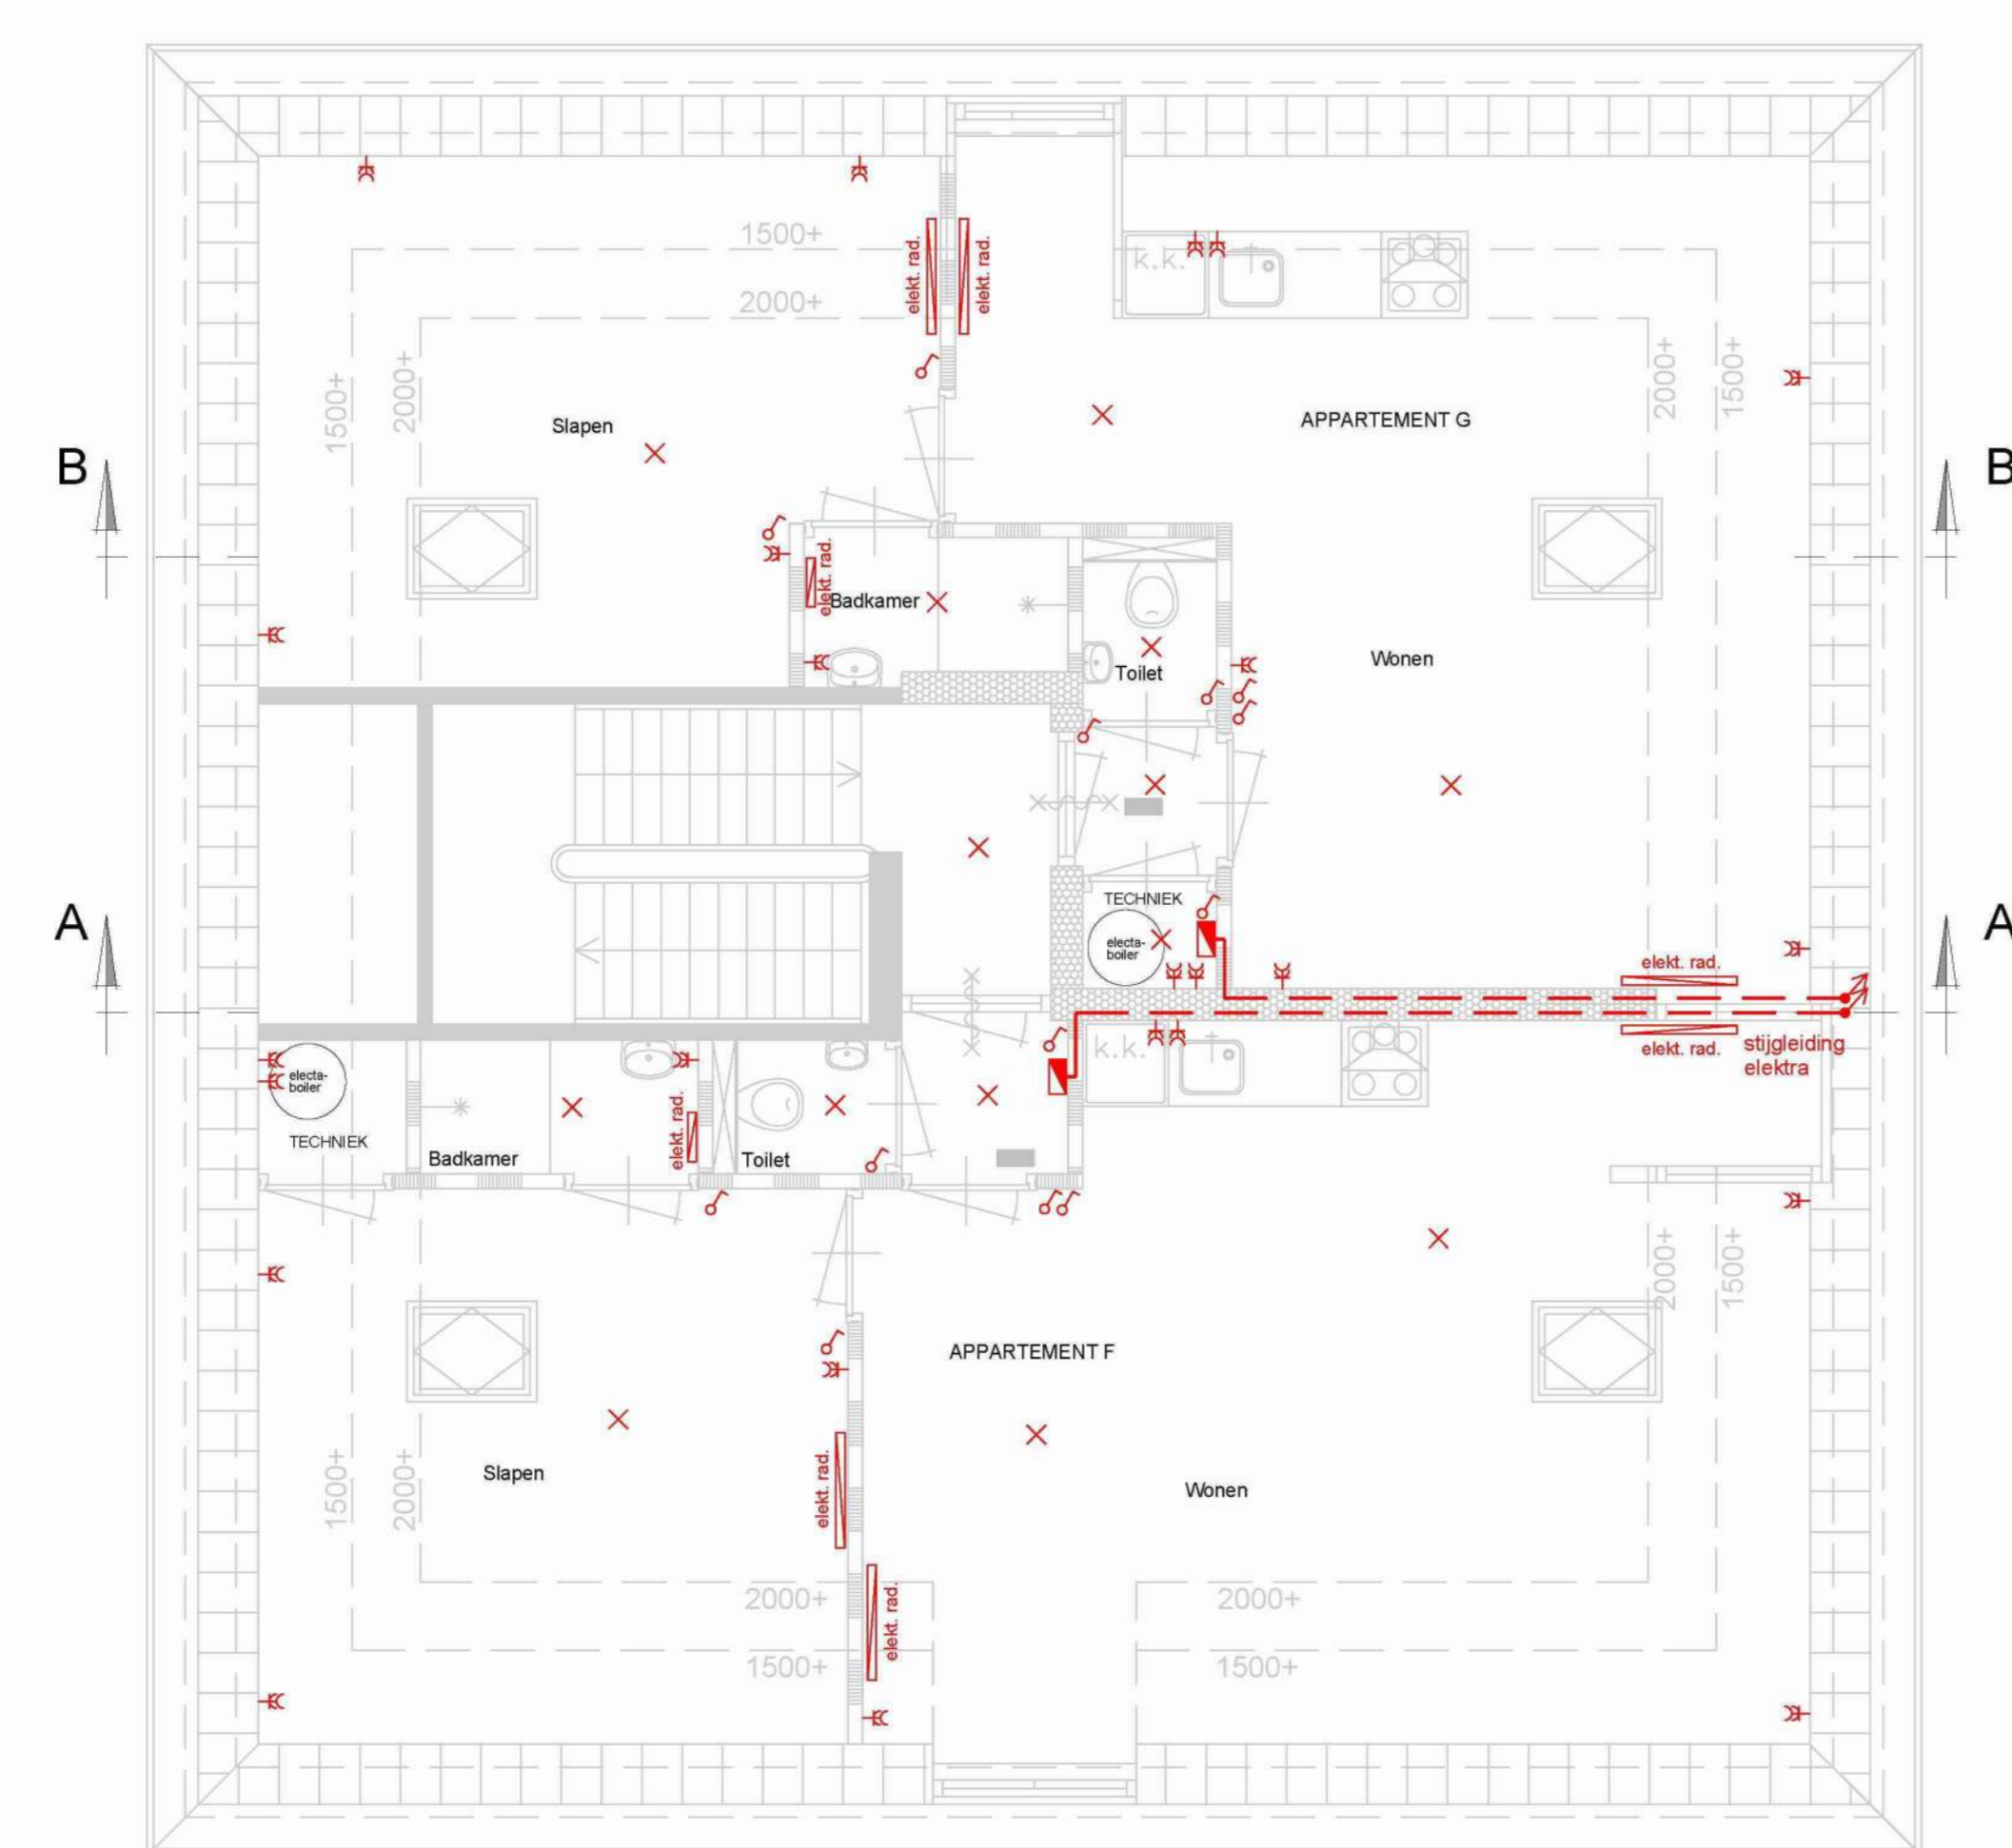 1500+
2000+
elekt. rad.
elekt. rad.
k.k.
1500+
2000+
2000+
1500+
Slapen
APPARTEMENT G
B
B
elekt. rad.
Badkamer
Toilet
Wonen
TECHNIEK
electa-
boiler
A
A
elekt. rad.
elekt. rad.
stijgleiding
elektra
k.k.
electa-
boiler
TECHNIEK
Badkamer
elekt. rad.
Toilet
2000+
1500+
APPARTEMENT F
1500+
2000+
Slapen
elekt. rad.
Wonen
2000+
1500+
elekt. rad.
2000+
1500+